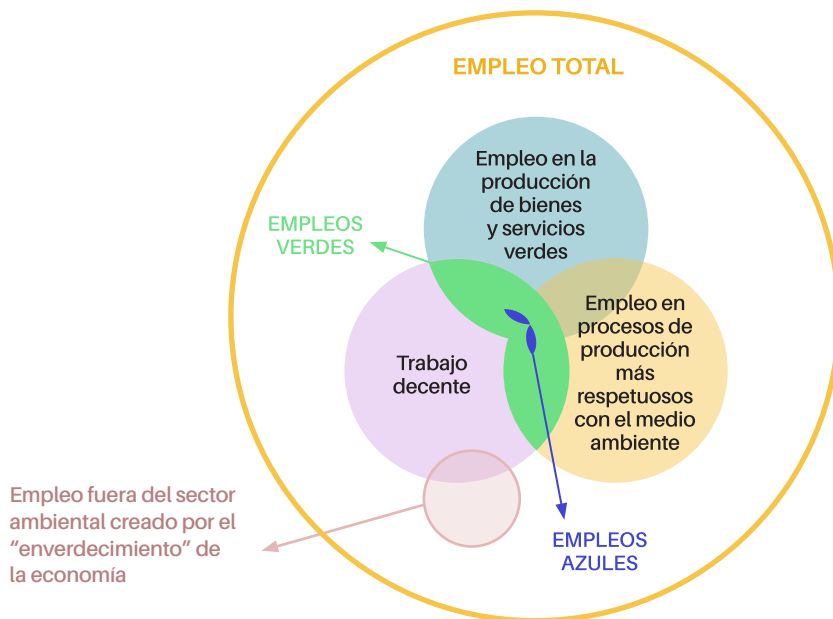 EMPLEO TOTAL
Empleo en la
producción
de bienes
y servicios
verdes
EMPLEOS
VERDES
Empleo en
procesos de
producción
más
respetuosos
con el medio
ambiente
Trabajo
decente
Empleo fuera del sector
ambiental creado por el
“enverdecimiento” de
la economía
EMPLEOS
AZULES